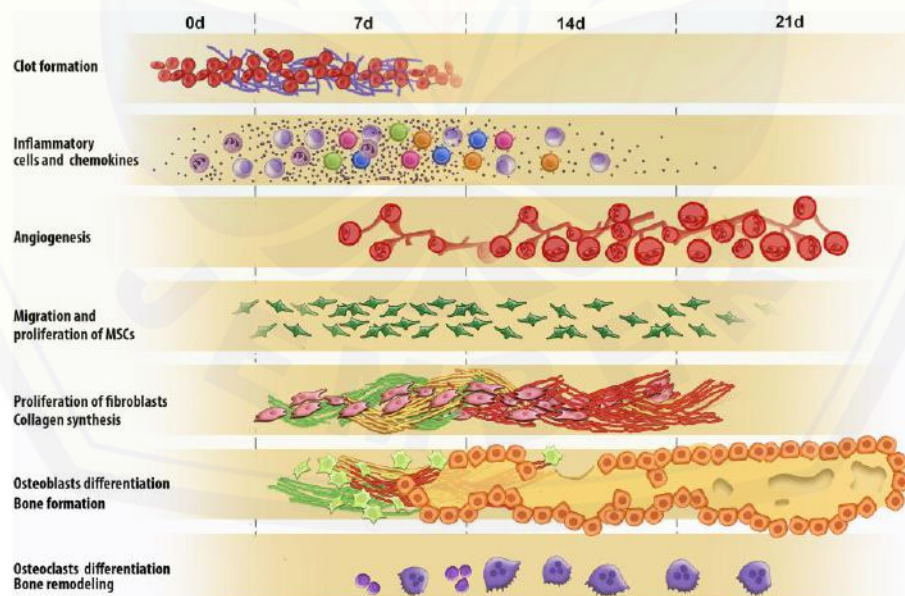 0d 7d 14d 21d
Clot formation
Inflammatory
cells and chemokines
Angiogenesis
Migration and
proliferation of MSCs
Proliferation of fibroblasts
Collagen synthesis
Osteoblasts differentiation
Bone formation
Osteoclasts differentiation
Bone remodeling